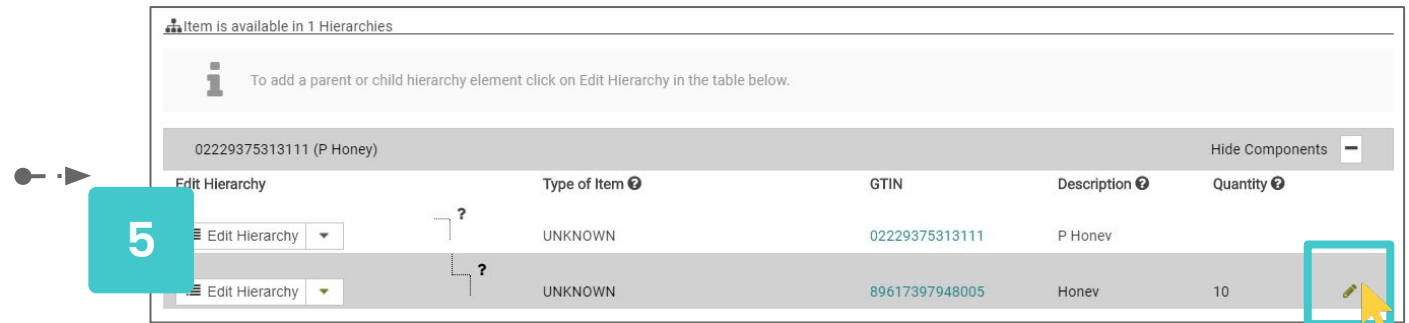 Item is available in 1 Hierarchies
To add a parent or child hierarchy element click on Edit Hierarchy in the table below.
02229375313111 (P Honey) Hide Components
Edit Hierarchy Type of Item GTIN Description Quantity
5
Edit Hierarchy ? UNKNOWN 02229375313111 P Honey
Edit Hierarchy ? UNKNOWN 89617397948005 Honey 10